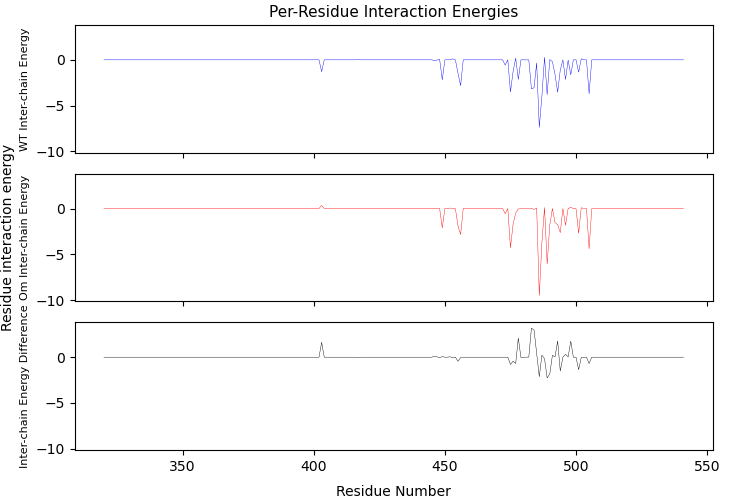 Per-Residue Interaction Energies
Residue interaction energy
WT Inter-chain Energy
0
−5
−10
Om Inter-chain Energy
0
−5
−10
Inter-chain Energy Difference
0
−5
−10
350
400
450
500
550
Residue Number